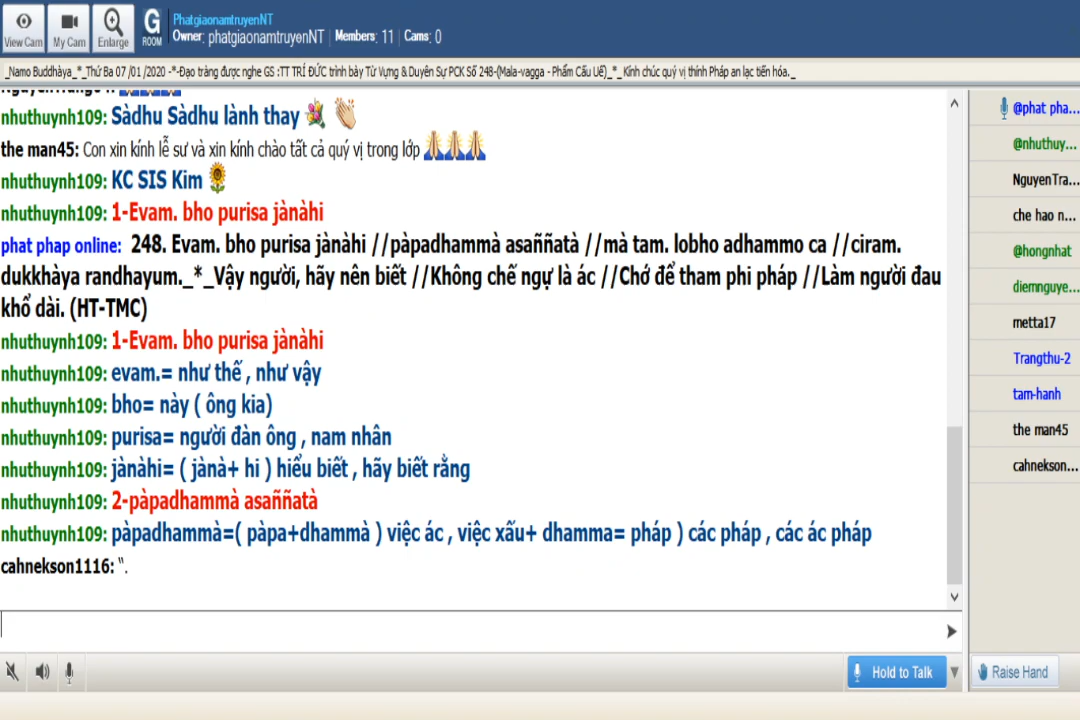 PhatgiaonamtruyenNT
View Cam My Cam Enlarge G ROOM Owner: phatgiaonamtruyenNT Members: 11 Cams: 0
_Namo Buddhàya_*_Thứ Ba 07 /01 /2020 -*-Đạo tràng được nghe GS :TT TRÍ ĐỨC trình bày Từ Vựng & Duyên Sự PCK Số 248-(Mala-vagga - Phẩm Cấu Uế)_*_ Kính chúc quý vị thính Pháp an lạc tiến hóa._
nhuthuynh109: Sàdhu Sàdhu lành thay
the man45: Con xin kính lễ sư và xin kính chào tất cả quý vị trong lớp
nhuthuynh109: KC SIS Kim
nhuthuynh109: 1-Evam. bho purisa jànàhi
phat phap online: 248. Evam. bho purisa jànàhi //pàpadhammà asaññatà //mà tam. lobho adhammo ca //ciram.
dukkhàya randhayum._*_Vậy người, hãy nên biết //Không chế ngự là ác //Chớ để tham phi pháp //Làm người đau
khổ dài. (HT-TMC)
nhuthuynh109: 1-Evam. bho purisa jànàhi
nhuthuynh109: evam.= như thế , như vậy
nhuthuynh109: bho= này ( ông kia)
nhuthuynh109: purisa= người đàn ông , nam nhân
nhuthuynh109: jànàhi= ( jànà+ hi ) hiểu biết , hãy biết rằng
nhuthuynh109: 2-pàpadhammà asaññatà
nhuthuynh109: pàpadhammà=( pàpa+dhammà ) việc ác , việc xấu+ dhamma= pháp ) các pháp , các ác pháp
cahnekson1116: ‟.
@phat pha...
@nhuthuy...
NguyenTra...
che hao n...
@hongnhat
diemnguye...
metta17
Trangthu-2
tam-hanh
the man45
cahnekson...
Hold to Talk
Raise Hand